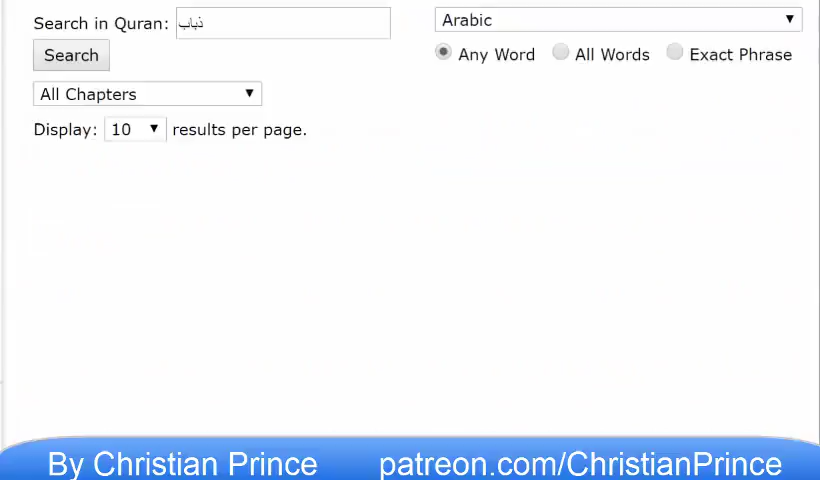 Search in Quran: ذباب
Arabic
Search
Any Word All Words Exact Phrase
All Chapters
Display: 10 results per page.
By Christian Prince patreon.com/ChristianPrince